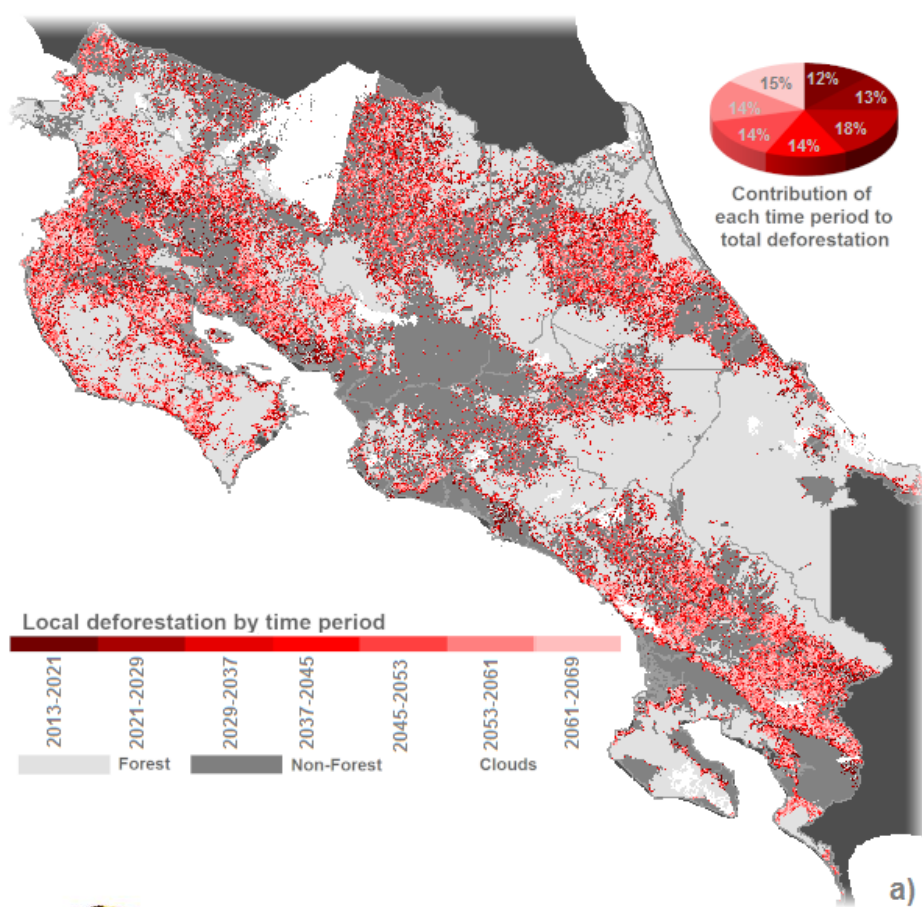 15%
12%
13%
14%
18%
14%
14%
Contribution of
each time period to
total deforestation
Local deforestation by time period
2013-2021
2021-2029
2029-2037
2037-2045
2045-2053
2053-2061
2061-2069
Forest
Non-Forest
Clouds
a)